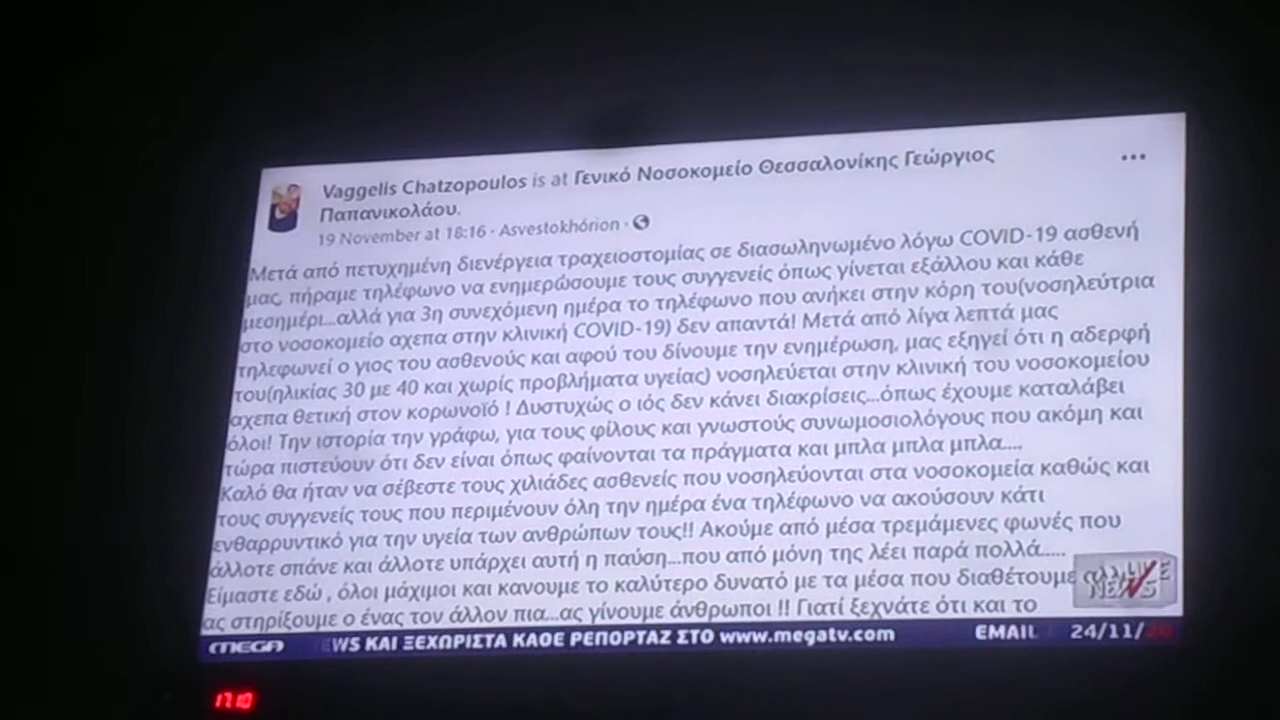 Vaggelis Chatzopoulos is at Γενικό Νοσοκομείο Θεσσαλονίκης Γεώργιος
Παπανικολάου.
19 November at 18:16 · Asvestokhórion ·
Μετά από πετυχημένη διενέργεια τραχειοστομίας σε διασωληνωμένο λόγω COVID-19 ασθενή
μας, πήραμε τηλέφωνο να ενημερώσουμε τους συγγενείς όπως γίνεται εξάλλου και κάθε
μεσημέρι...αλλά για 3η συνεχόμενη ημέρα το τηλέφωνο που ανήκει στην κόρη του(νοσηλεύτρια
στο νοσοκομείο αχεπα στην κλινική COVID-19) δεν απαντά! Μετά από λίγα λεπτά μας
τηλεφωνεί ο γιος του ασθενούς και αφού του δίνουμε την ενημέρωση, μας εξηγεί ότι η αδερφή
του(ηλικίας 30 με 40 και χωρίς προβλήματα υγείας) νοσηλεύεται στην κλινική του νοσοκομείου
αχεπα θετική στον κορωνοϊό ! Δυστυχώς ο ιός δεν κάνει διακρίσεις...όπως έχουμε καταλάβει
όλοι! Την ιστορία την γράφω, για τους φίλους και γνωστούς συνωμοσιολόγους που ακόμη και
τώρα πιστεύουν ότι δεν είναι όπως φαίνονται τα πράγματα και μπλα μπλα μπλα....
Καλό θα ήταν να σέβεστε τους χιλιάδες ασθενείς που νοσηλεύονται στα νοσοκομεία καθώς και
τους συγγενείς τους που περιμένουν όλη την ημέρα ένα τηλέφωνο να ακούσουν κάτι
ενθαρρυντικό για την υγεία των ανθρώπων τους!! Ακούμε από μέσα τρεμάμενες φωνές που
άλλοτε σπάνε και άλλοτε υπάρχει αυτή η παύση...που από μόνη της λέει παρά πολλά.....
Είμαστε εδώ , όλοι μάχιμοι και κανουμε το καλύτερο δυνατό με τα μέσα που διαθέτουμε
ας στηρίξουμε ο ένας τον άλλον πια...ας γίνουμε άνθρωποι !! Γιατί ξεχνάτε ότι και το
LIVE
NEWS
MEGA EWS ΚΑΙ ΞΕΧΩΡΙΣΤΑ ΚΑΘΕ ΡΕΠΟΡΤΑΖ ΣΤΟ www.megatv.com EMAIL 24/11/20